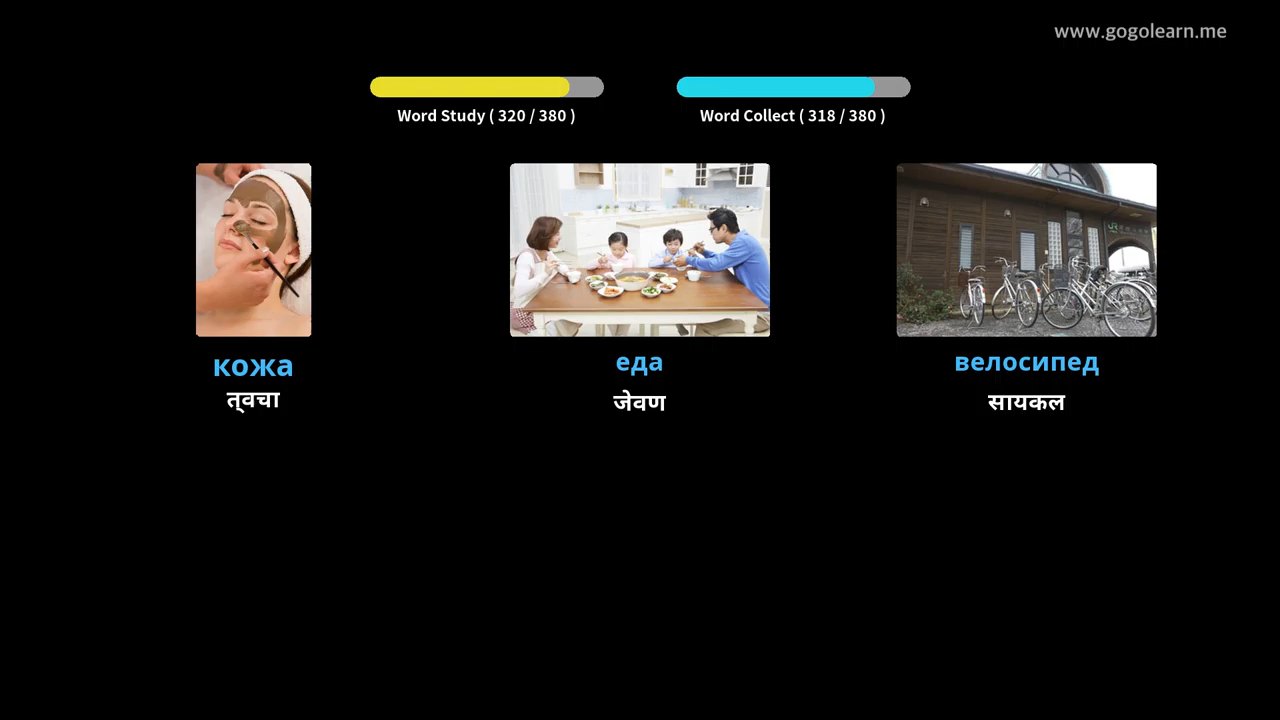 www.gogolearn.me
Word Study ( 320 / 380 )
Word Collect ( 318 / 380 )
кожа
त्वचा
еда
जेवण
велосипед
सायकल